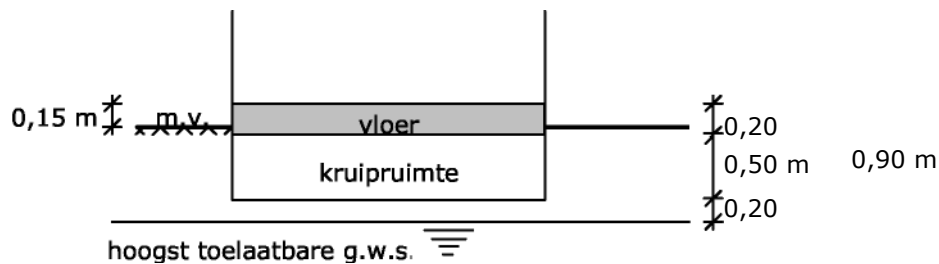 0,15 m
m.v.
vloer
0,20
kruipruimte
0,50 m
0,90 m
0,20
hoogst toelaatbare g.w.s.